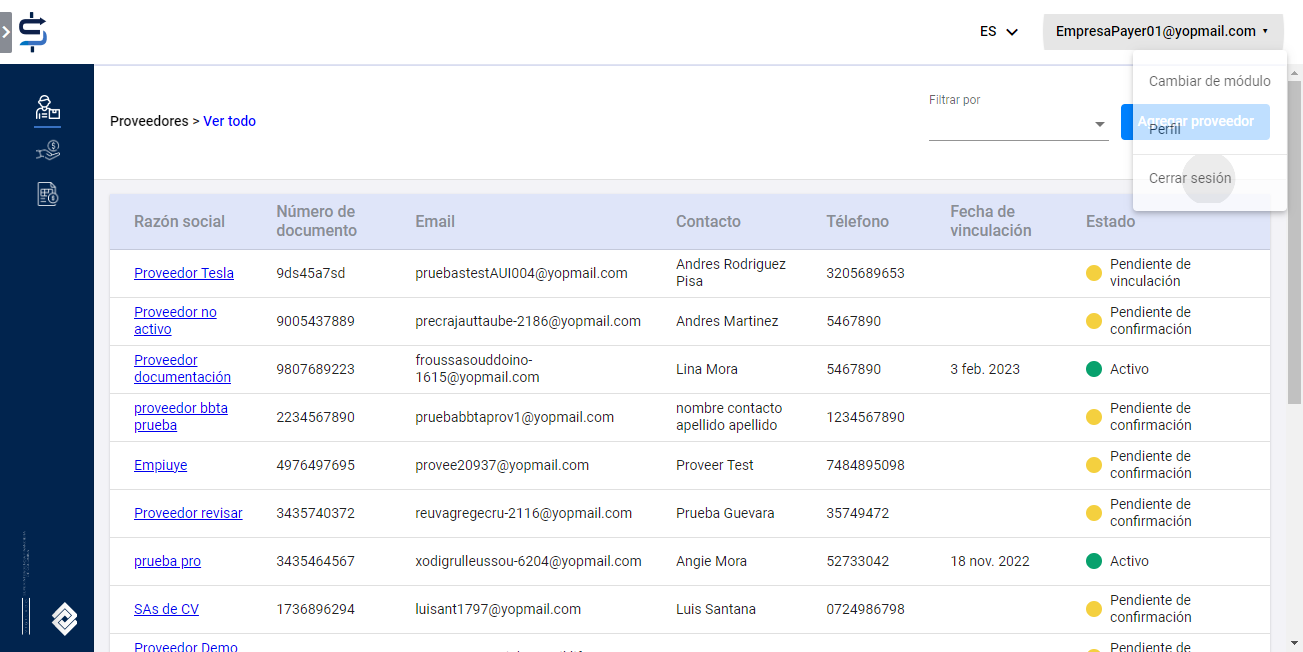 ES
EmpresaPayer01@yopmail.com
Cambiar de módulo
Perfil
Cerrar sesión
Proveedores > Ver todo
Filtrar por
Agregar proveedor
Razón social
Número de
documento
Email
Contacto
Télefono
Fecha de
vinculación
Estado
Proveedor Tesla
9ds45a7sd
pruebastestAUI004@yopmail.com
Andres Rodriguez
Pisa
3205689653
Pendiente de
vinculación
Proveedor no
activo
9005437889
precrajauttaube-2186@yopmail.com
Andres Martinez
5467890
Pendiente de
confirmación
Proveedor
documentación
9807689223
froussasouddoino-
1615@yopmail.com
Lina Mora
5467890
3 feb. 2023
Activo
proveedor bbta
prueba
2234567890
pruebabbtaprov1@yopmail.com
nombre contacto
apellido apellido
1234567890
Pendiente de
confirmación
Empiuye
4976497695
provee20937@yopmail.com
Proveer Test
7484895098
Pendiente de
confirmación
Proveedor revisar
3435740372
reuvagregecru-2116@yopmail.com
Prueba Guevara
35749472
Pendiente de
confirmación
prueba pro
3435464567
xodigrulleussou-6204@yopmail.com
Angie Mora
52733042
18 nov. 2022
Activo
SAs de CV
1736896294
luisant1797@yopmail.com
Luis Santana
0724986798
Pendiente de
confirmación
Proveedor Demo
Pendiente de